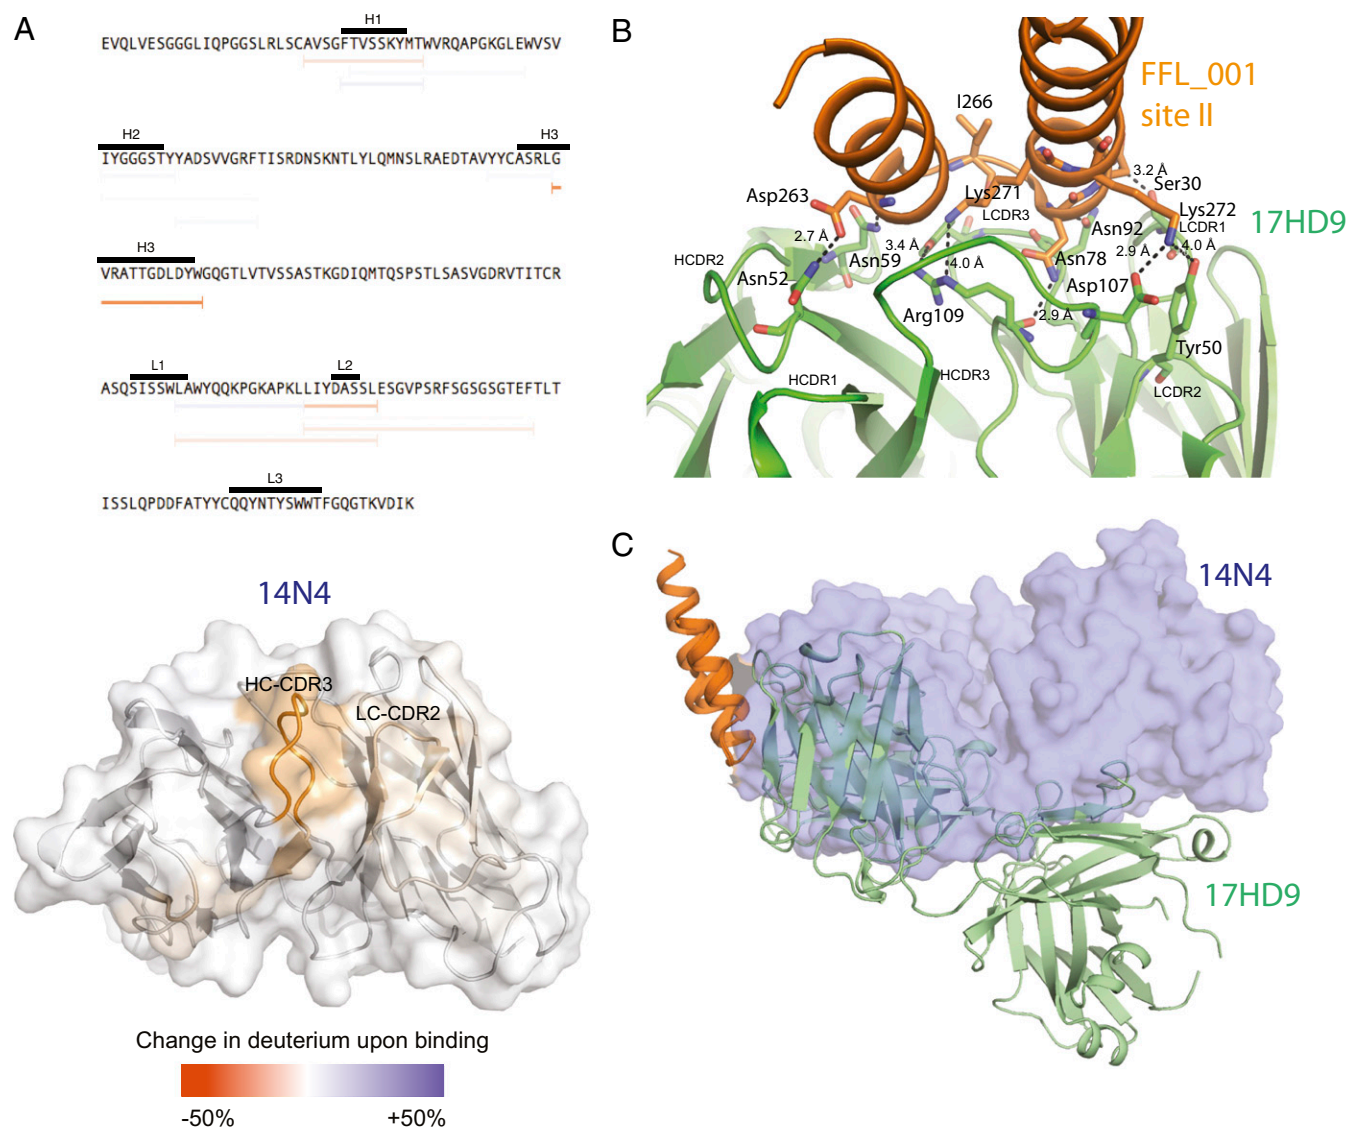 A
H1
EVQLVESGGGLIQPGGSLRLSCAVSGFTVSSKYMTWVRQAPGKGLEWVSV
H2
H3
IYGGGSTYYADSVVGRFTISRDNSKNTLYLQMNSLRAEDTAVYYCASRLG
H3
VRATTGDLDYWGQGTLVTVSSASTKGDIQMTQSPSTLSASVGDRVTITCR
L1
L2
ASQSISSWLAWYQQKPGKAPKLLIYDASSLESGVPSRFSGSGSGTEFTLT
L3
ISSLQPDDFATYYCQQYNTYSWWTFGQGTKVDIK
14N4
HC-CDR3
LC-CDR2
Change in deuterium upon binding
-50%
+50%
B
FFL_001
site II
I266
3.2 Å
Ser30
Asp263
Lys271
Lys272
LCDR3
LCDR1
17HD9
Asn92
2.7 Å
3.4 Å
2.9 Å
4.0 Å
HCDR2
Asn59
4.0 Å
Asn78
Asn52
Asp107
Arg109
2.9 Å
Tyr50
HCDR1
HCDR3
LCDR2
C
14N4
17HD9